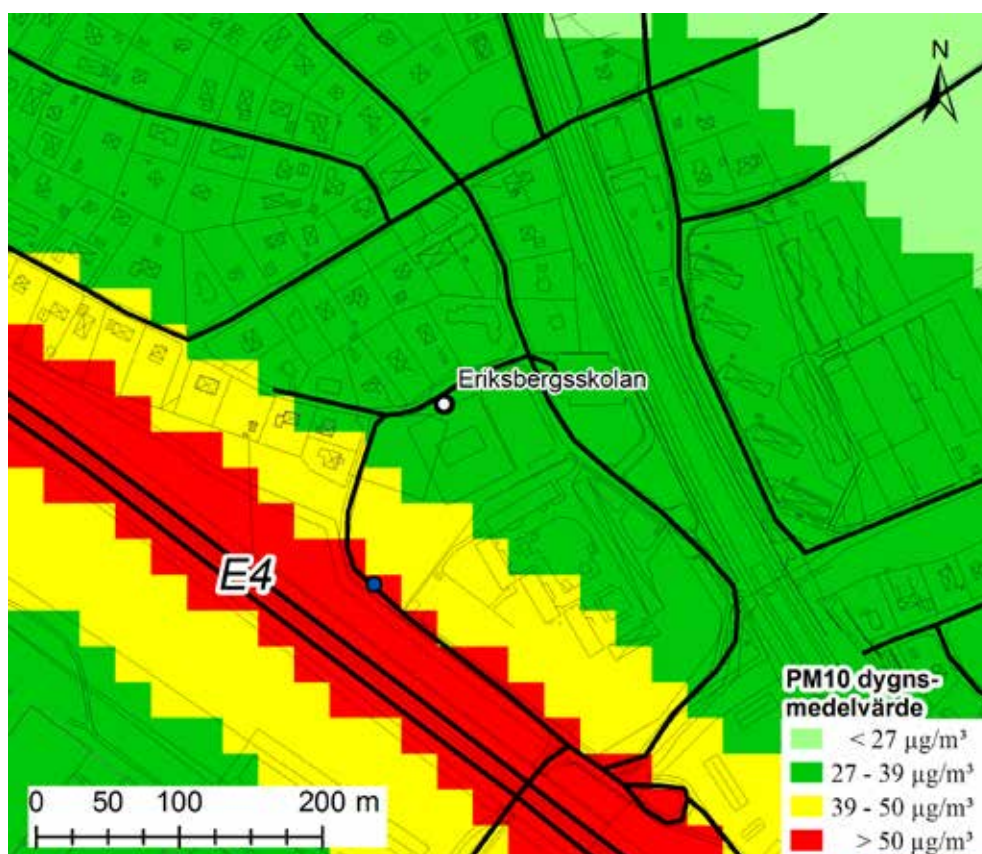 N
Eriksbergsskolan
E4
PM10 dygns-
medelvärde
< 27 µg/m³
27 - 39 µg/m³
39 - 50 µg/m³
> 50 µg/m³
0 50 100 200 m